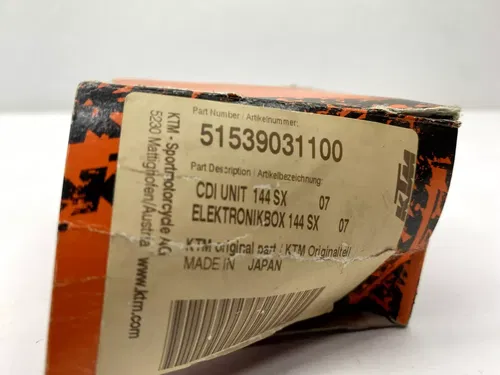 Part Number / Artikelnummer:
51539031100
Part Description / Artikelbezeichnung:
CDI UNIT 144 SX 07
ELEKTRONIKBOX 144 SX 07
KTM original part / KTM Originalteil
MADE IN JAPAN
KTM - Sportmotorcycle AG
5230 Mattighofen/Austria
www.ktm.com
KTM